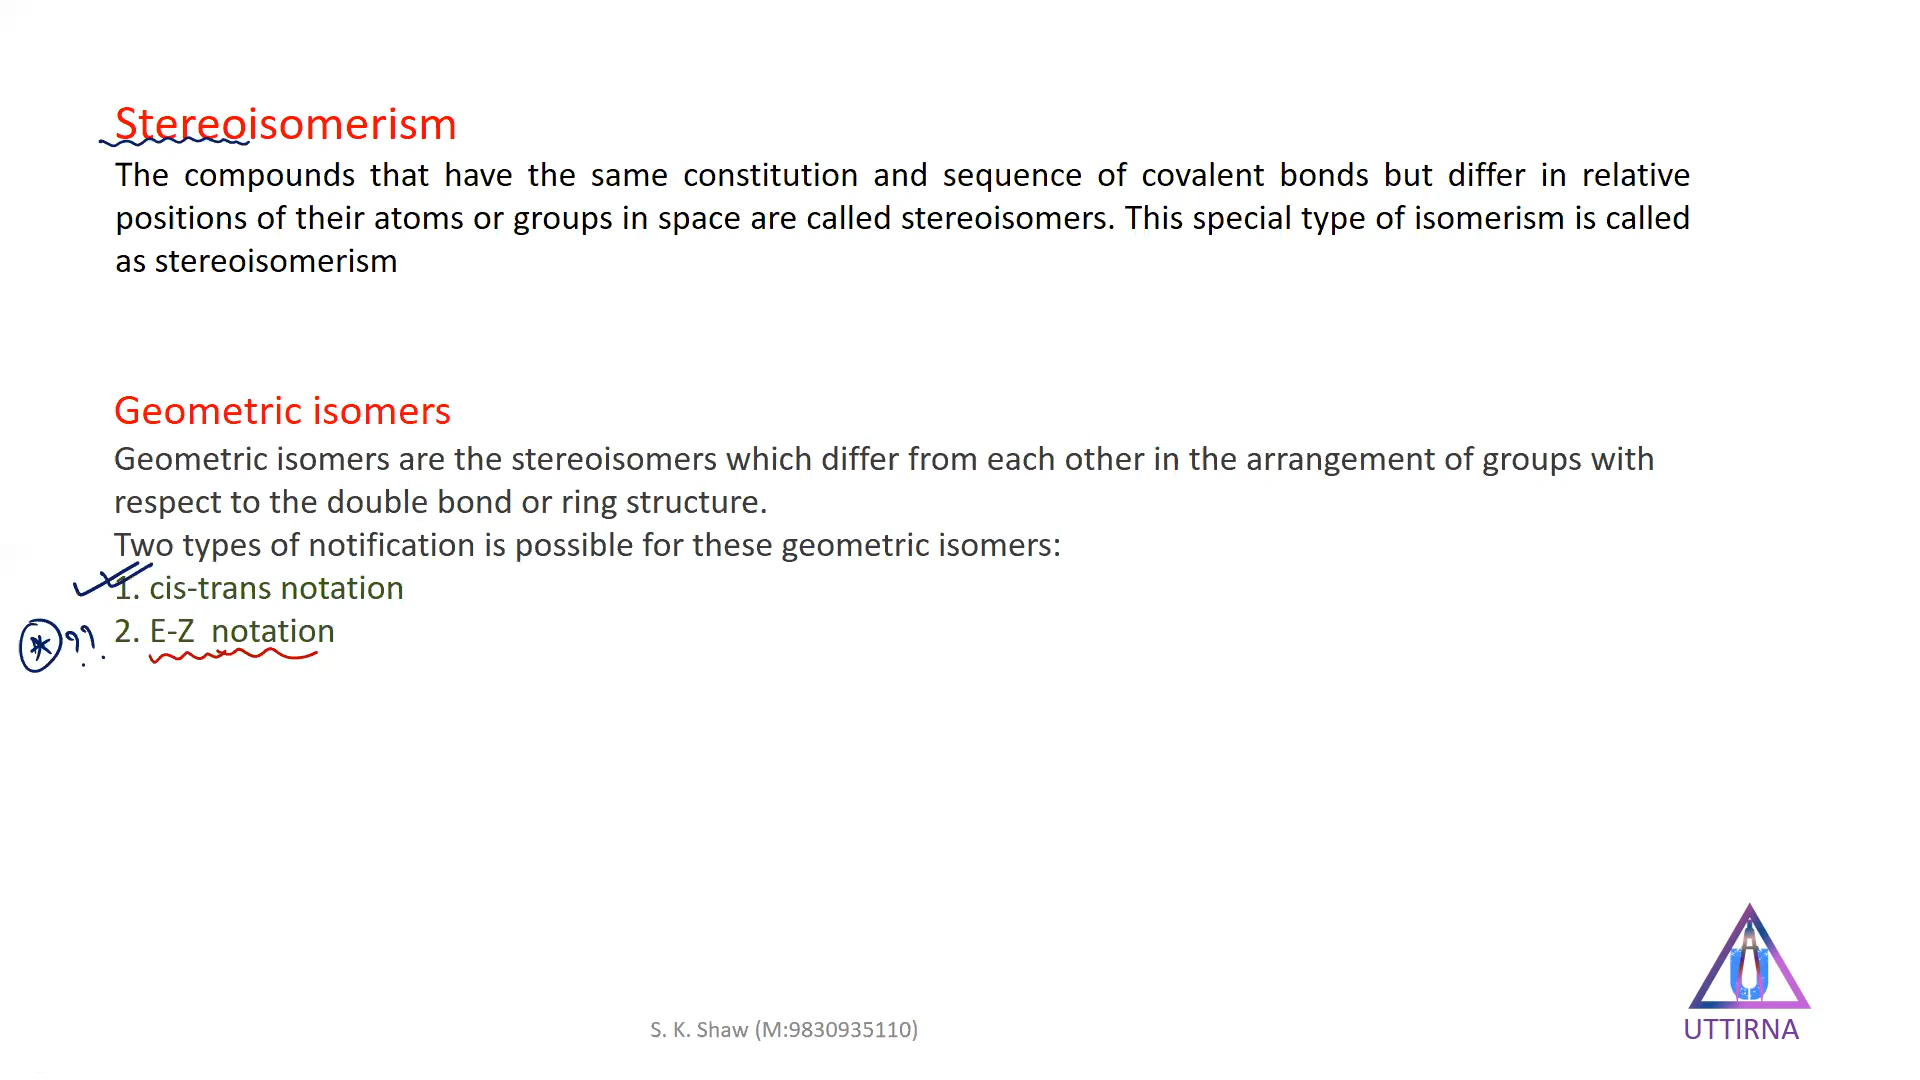 Stereoisomerism
The compounds that have the same constitution and sequence of covalent bonds but differ in relative
positions of their atoms or groups in space are called stereoisomers. This special type of isomerism is called
as stereoisomerism
Geometric isomers
Geometric isomers are the stereoisomers which differ from each other in the arrangement of groups with
respect to the double bond or ring structure.
Two types of notification is possible for these geometric isomers:
1. cis-trans notation
* ?? 2. E-Z notation
S. K. Shaw (M:9830935110)
UTTIRNA